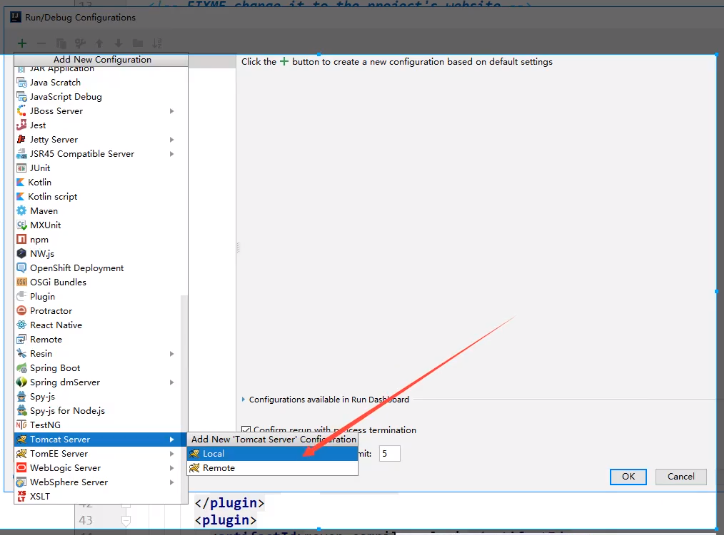 13 <!-- FIXME change it to the project's website -->
Run/Debug Configurations
Add New Configuration
Click the + button to create a new configuration based on default settings
JAR Application
Java Scratch
JavaScript Debug
JBoss Server
Jest
Jetty Server
JSR45 Compatible Server
JUnit
Kotlin
Kotlin script
Maven
MXUnit
npm
NW.js
OpenShift Deployment
OSGi Bundles
Plugin
Protractor
React Native
Remote
Resin
Spring Boot
Spring dmServer
Spy-js
Spy-js for Node.js
TestNG
Tomcat Server
TomEE Server
WebLogic Server
WebSphere Server
XSLT
Configurations available in Run Dashboard
Confirm rerun with process termination
Add New 'Tomcat Server' Configuration
Local
Remote
mit: 5
OK Cancel
42 </plugin>
43 <plugin>